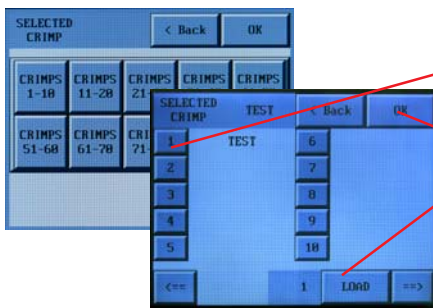 SELECTED
CRIMP
< Back
OK
CRIMPS
1-10
CRIMPS
11-20
CRIMPS
21-
CRIMPS
CRIMPS
CRIMPS
51-60
CRIMPS
61-70
71-
SELECTED
CRIMP
TEST
< Back
OK
1
TEST
6
2
7
3
8
4
9
5
10
<==
1
LOAD
==>